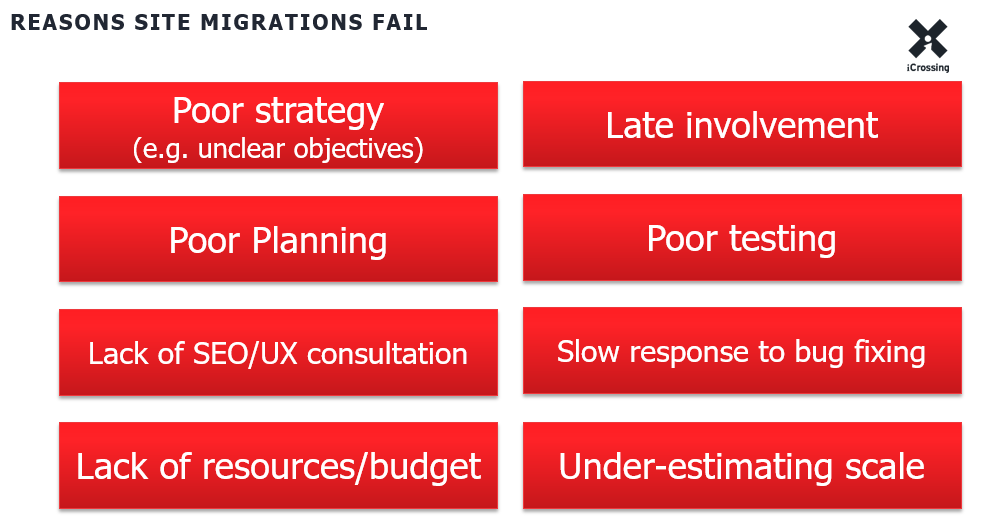 REASONS SITE MIGRATIONS FAIL
iCrossing
Poor strategy
(e.g. unclear objectives)
Late involvement
Poor Planning
Poor testing
Lack of SEO/UX consultation
Slow response to bug fixing
Lack of resources/budget
Under-estimating scale